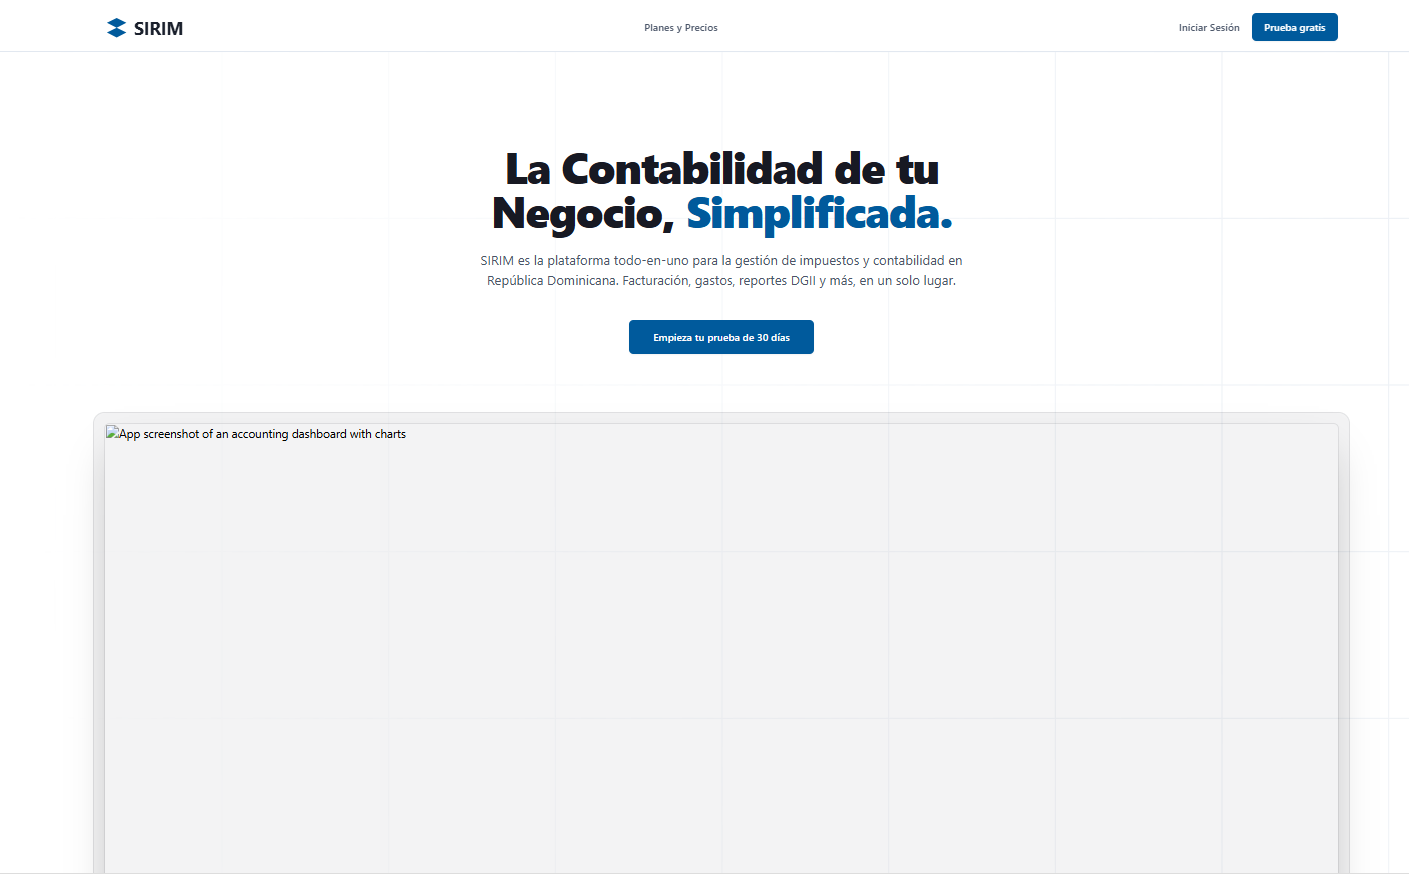 SIRIM
Planes y Precios
Iniciar Sesión
Prueba gratis
La Contabilidad de tu
Negocio, Simplificada.
SIRIM es la plataforma todo-en-uno para la gestión de impuestos y contabilidad en
República Dominicana. Facturación, gastos, reportes DGII y más, en un solo lugar.
Empieza tu prueba de 30 días
App screenshot of an accounting dashboard with charts